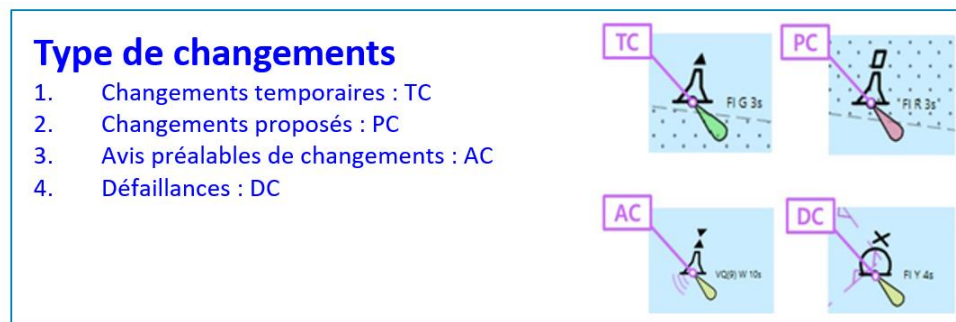 Type de changements
1. Changements temporaires : TC
2. Changements proposés : PC
3. Avis préalables de changements : AC
4. Défaillances : DC
TC
Fl G 3s
PC
Fl R 3s
AC
VQ(9) W 10s
DC
Fl Y 4s